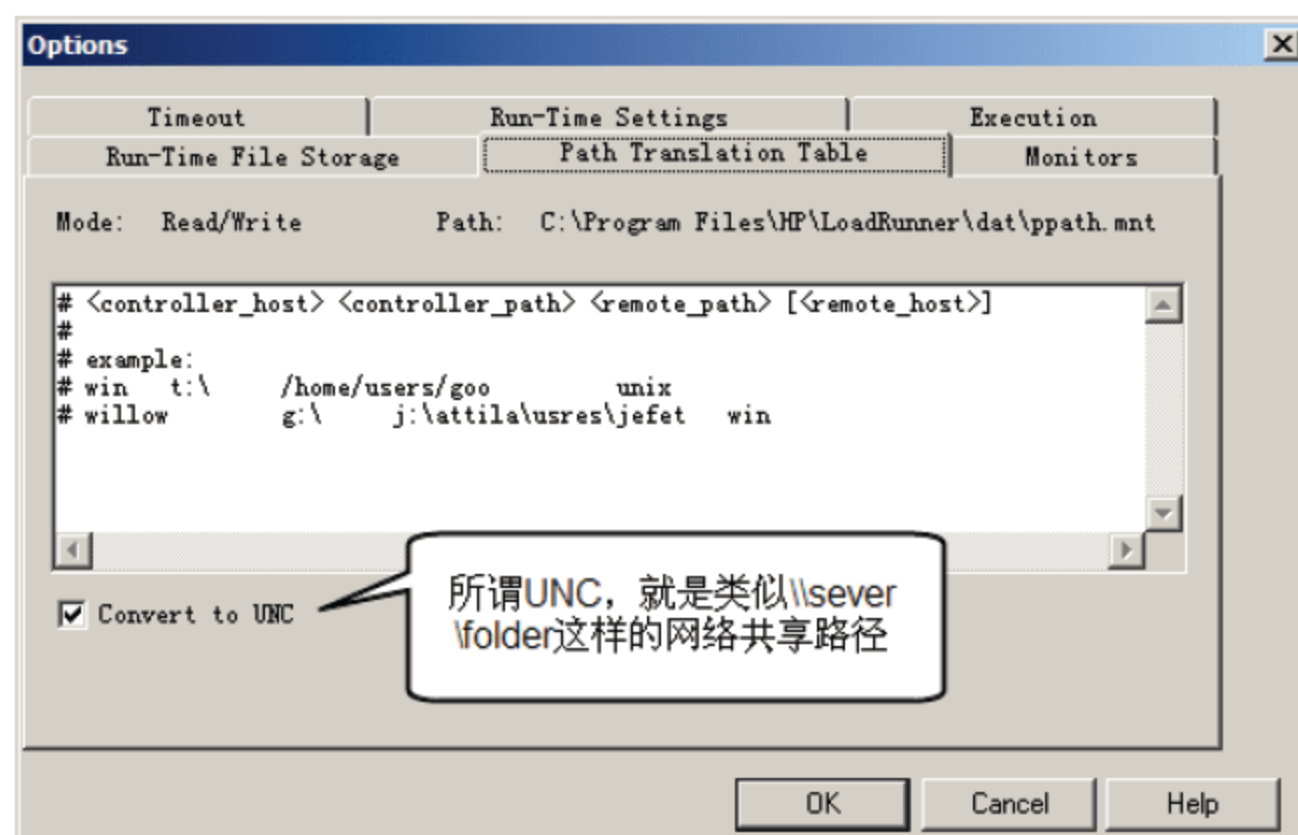 Options
Timeout Run-Time Settings Execution
Run-Time File Storage Path Translation Table Monitors
Mode: Read/Write Path: C:\Program Files\HP\LoadRunner\dat\ppath.mnt
# <controller_host> <controller_path> <remote_path> [<remote_host>]
#
# example:
# win t:\ /home/users/goo unix
# willow g:\ j:\attila\usres\jefet win
Convert to UNC
所谓UNC，就是类似\\sever
\folder这样的网络共享路径
OK Cancel Help